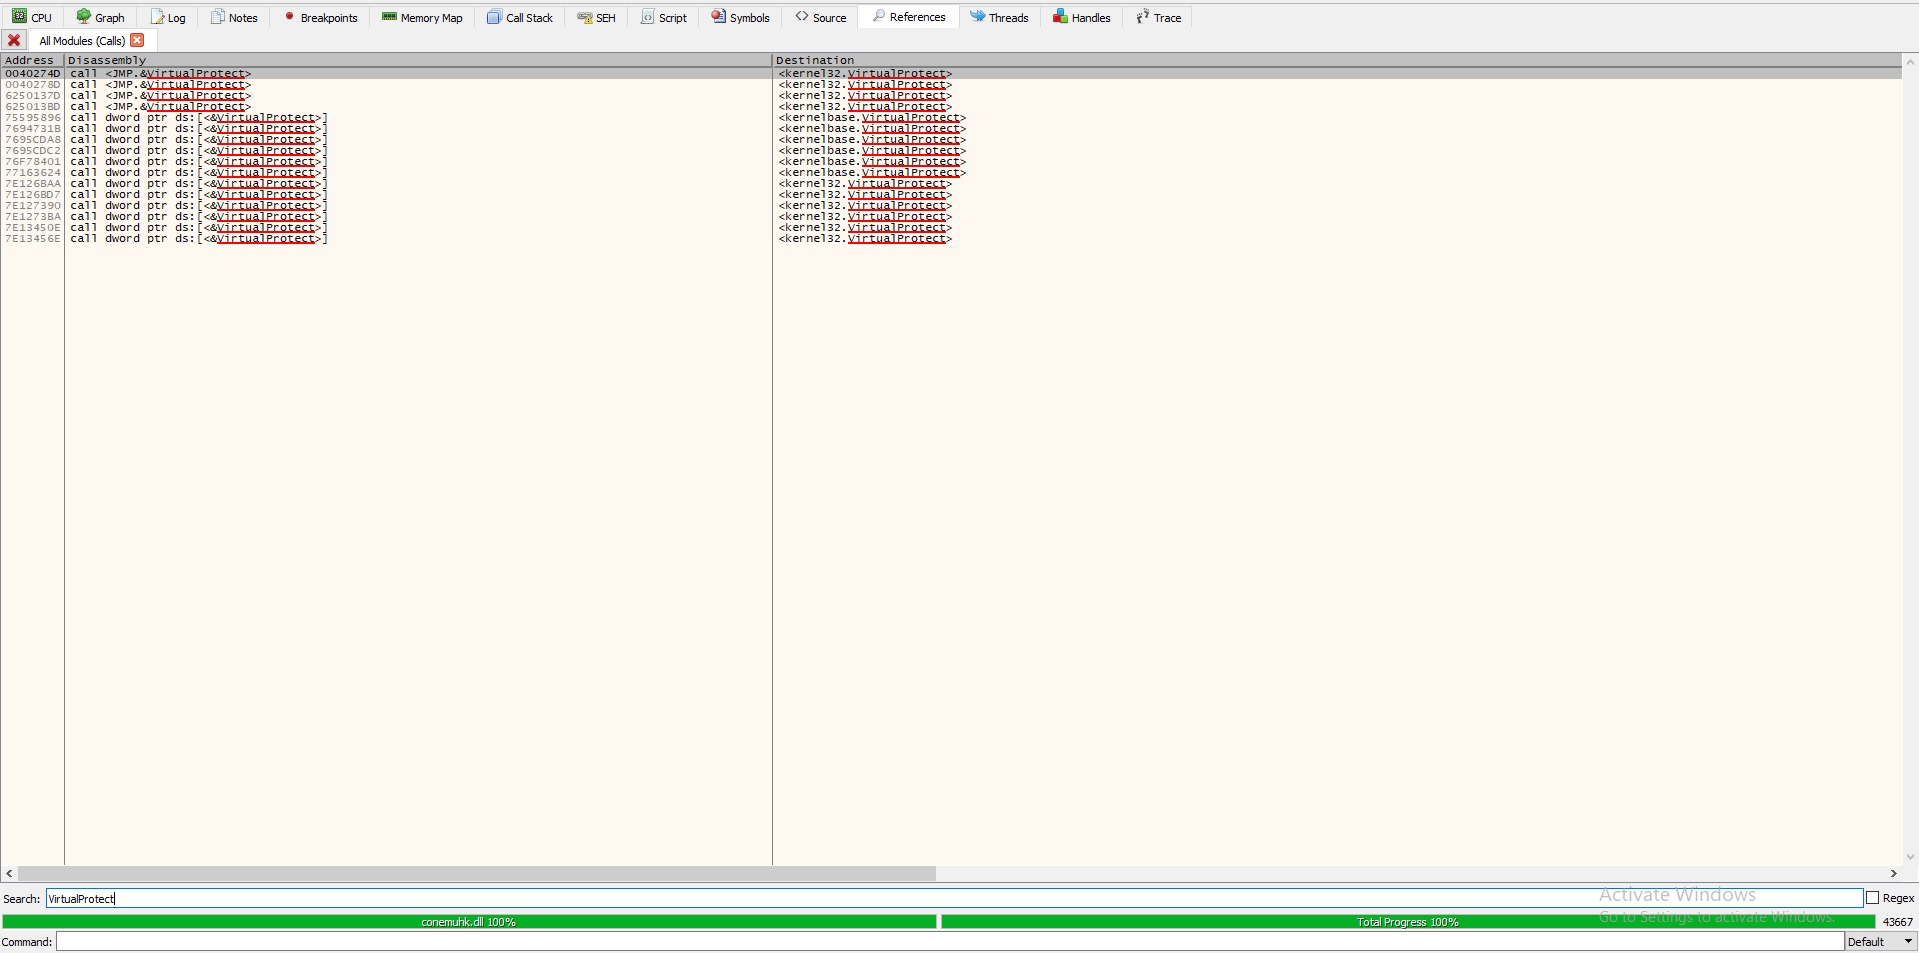 CPU Graph Log Notes Breakpoints Memory Map Call Stack SEH Script Symbols Source References Threads Handles Trace
All Modules (Calls)
Address Disassembly Destination
0040274D call <JMP.&VirtualProtect> <kernel32.VirtualProtect>
0040278D call <JMP.&VirtualProtect> <kernel32.VirtualProtect>
6250137D call <JMP.&VirtualProtect> <kernel32.VirtualProtect>
625013BD call <JMP.&VirtualProtect> <kernel32.VirtualProtect>
75595896 call dword ptr ds:[<&VirtualProtect>] <kernelbase.VirtualProtect>
7694731B call dword ptr ds:[<&VirtualProtect>] <kernelbase.VirtualProtect>
7695CDA8 call dword ptr ds:[<&VirtualProtect>] <kernelbase.VirtualProtect>
7695CDC2 call dword ptr ds:[<&VirtualProtect>] <kernelbase.VirtualProtect>
76F78401 call dword ptr ds:[<&VirtualProtect>] <kernelbase.VirtualProtect>
77163624 call dword ptr ds:[<&VirtualProtect>] <kernelbase.VirtualProtect>
7E126BAA call dword ptr ds:[<&VirtualProtect>] <kernel32.VirtualProtect>
7E126BD7 call dword ptr ds:[<&VirtualProtect>] <kernel32.VirtualProtect>
7E127390 call dword ptr ds:[<&VirtualProtect>] <kernel32.VirtualProtect>
7E1273BA call dword ptr ds:[<&VirtualProtect>] <kernel32.VirtualProtect>
7E13450E call dword ptr ds:[<&VirtualProtect>] <kernel32.VirtualProtect>
7E13456E call dword ptr ds:[<&VirtualProtect>] <kernel32.VirtualProtect>
Activate Windows
Search: VirtualProtect Regex
Go to Settings to activate Windows.
conemuhk.dll 100% Total Progress 100% 43667
Command: Default